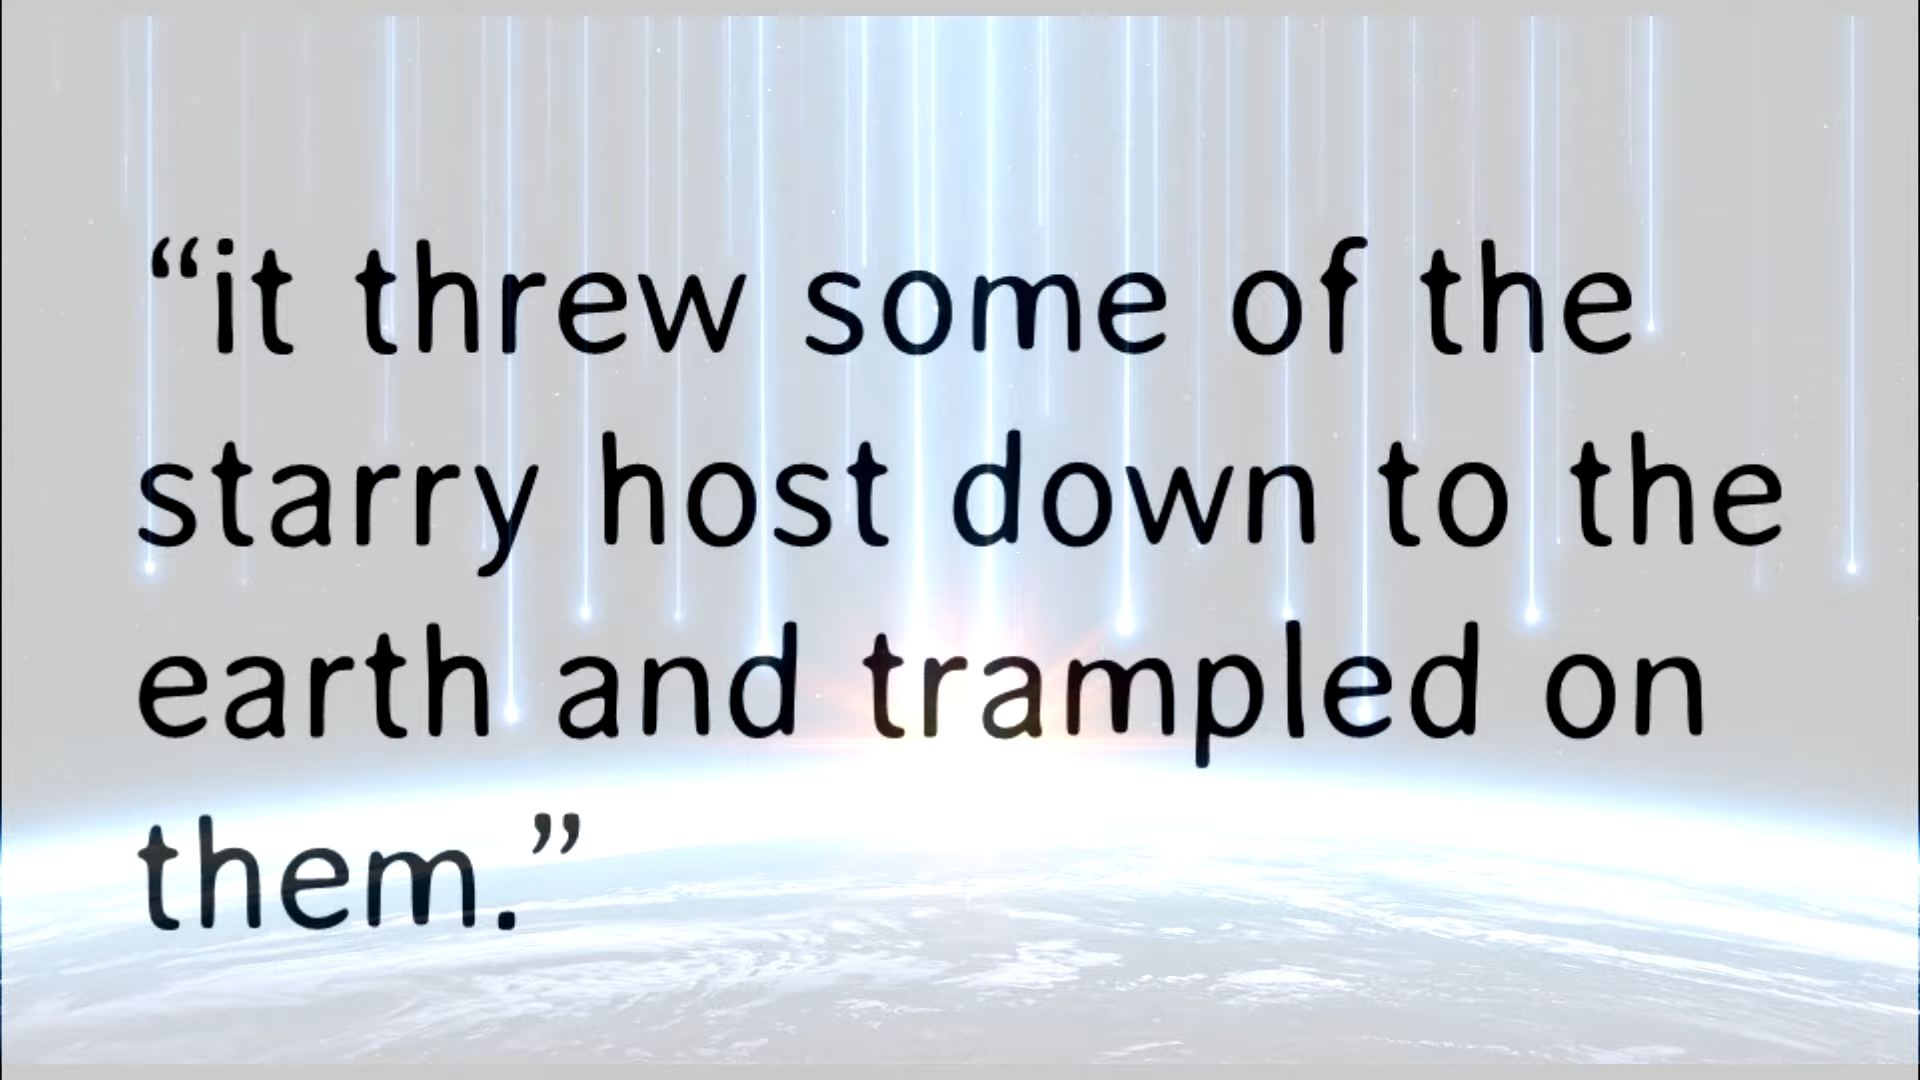 “it threw some of the
starry host down to the
earth and trampled on
them.”